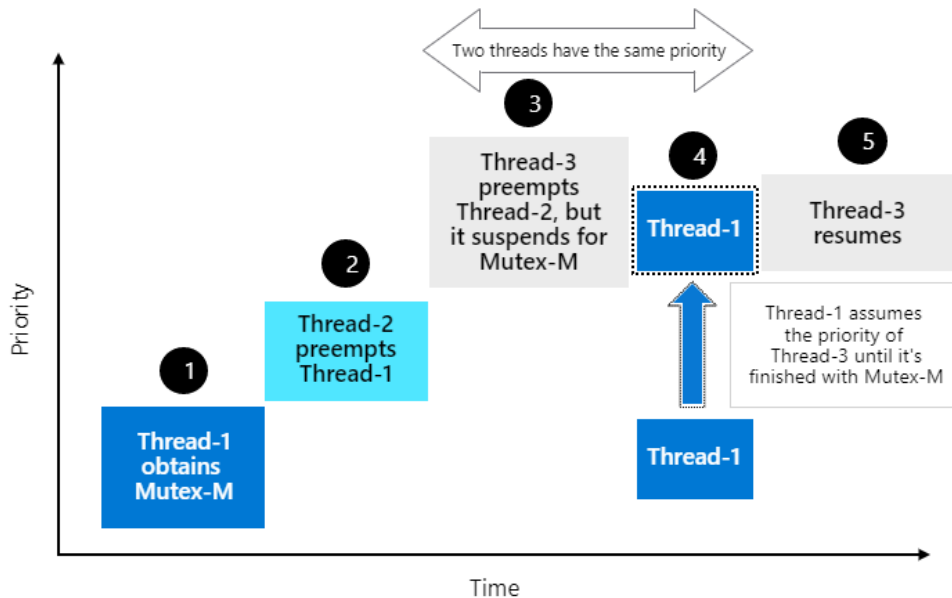 Two threads have the same priority
3
4
5
Thread-3
preempts
Thread-2, but
it suspends for
Mutex-M
Thread-1
Thread-3
resumes
2
Thread-2
preempts
Thread-1
Thread-1 assumes
the priority of
Thread-3 until it's
finished with Mutex-M
1
Thread-1
obtains
Mutex-M
Thread-1
Priority
Time